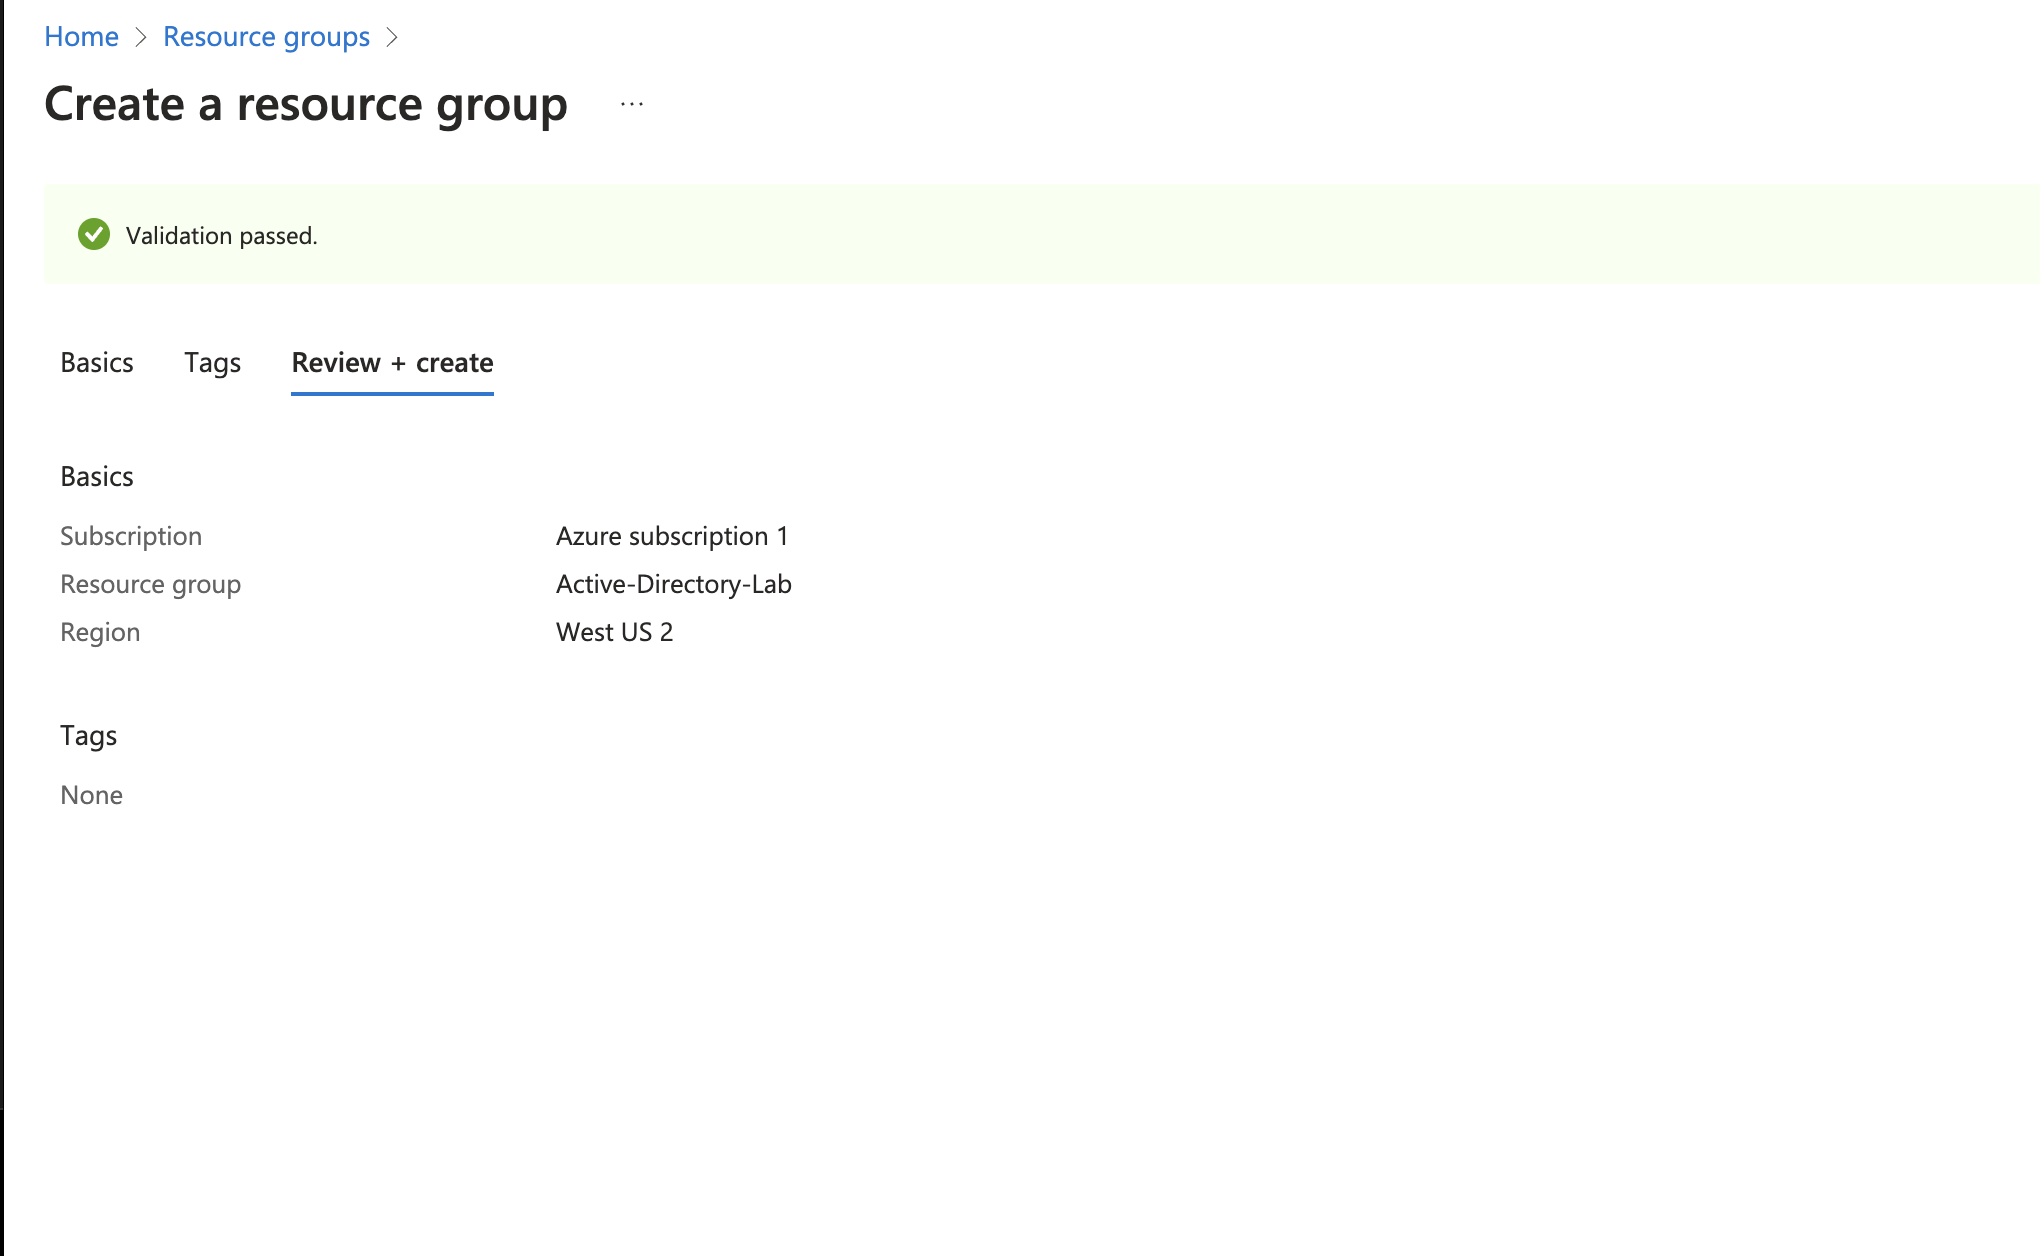 Home > Resource groups >
Create a resource group ...
Validation passed.
Basics Tags Review + create
Basics
Subscription Azure subscription 1
Resource group Active-Directory-Lab
Region West US 2
Tags
None